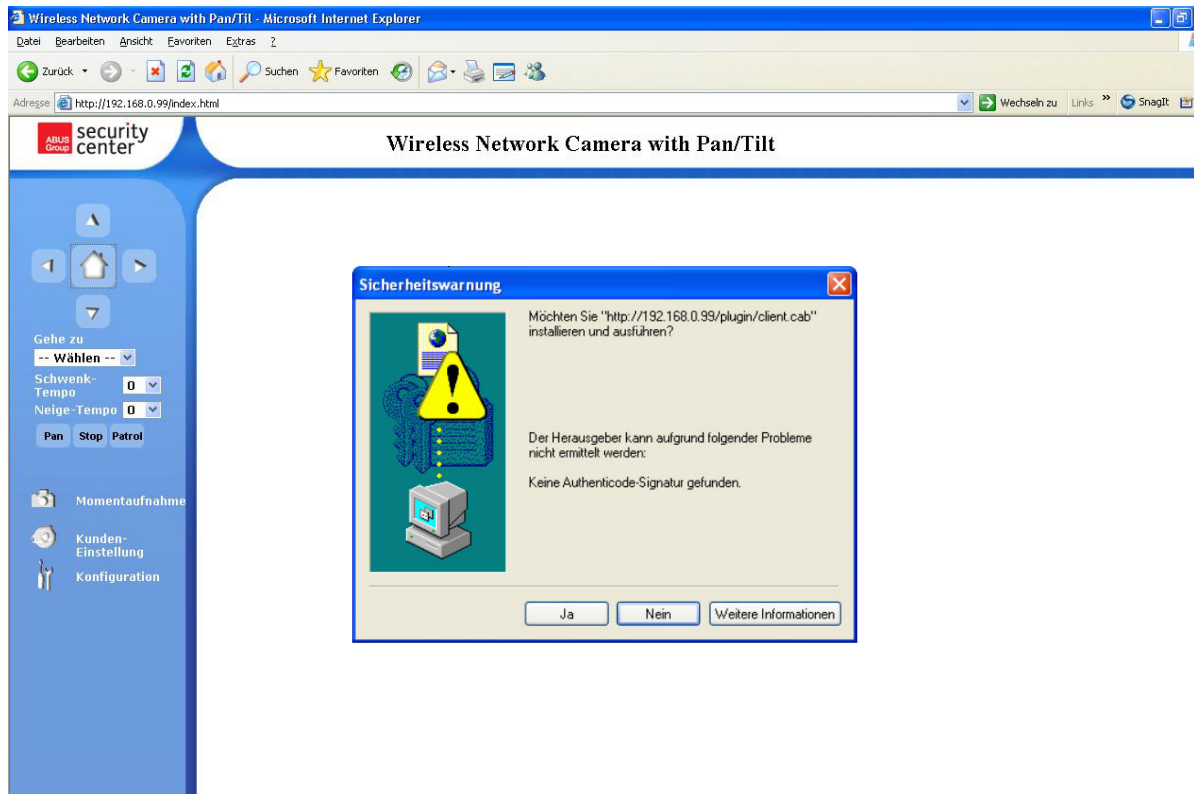 Wireless Network Camera with Pan/Til - Microsoft Internet Explorer
Datei Bearbeiten Ansicht Favoriten Extras ?
Zurück Suchen Favoriten
Adresse http://192.168.0.99/index.html Wechseln zu Links » SnagIt
ABUS Group security center
Wireless Network Camera with Pan/Tilt
Gehe zu
-- Wählen --
Schwenk-
Tempo 0
Neige-Tempo 0
Pan Stop Patrol
Momentaufnahme
Kunden-
Einstellung
Konfiguration
Sicherheitswarnung
Möchten Sie "http://192.168.0.99/plugin/client.cab"
installieren und ausführen?
Der Herausgeber kann aufgrund folgender Probleme
nicht ermittelt werden:
Keine Authenticode-Signatur gefunden.
Ja Nein Weitere Informationen